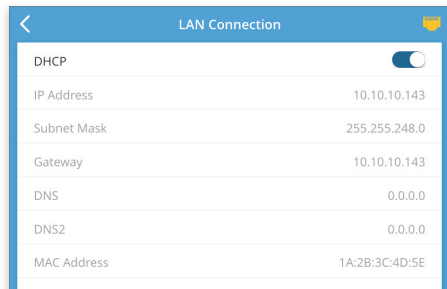 LAN Connection
DHCP
IP Address 10.10.10.143
Subnet Mask 255.255.248.0
Gateway 10.10.10.143
DNS 0.0.0.0
DNS2 0.0.0.0
MAC Address 1A:2B:3C:4D:5E